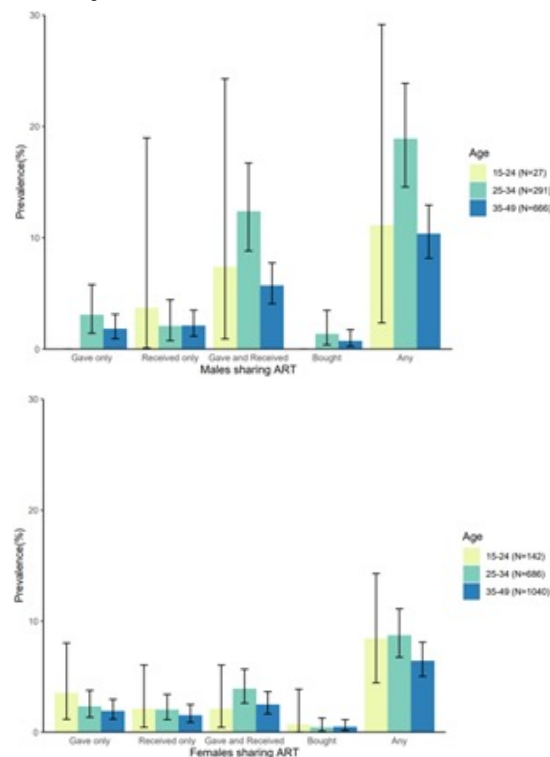 30
20
10
0
Prevalence(%)
Gave only Received only Gave and Received Bought Any
Males sharing ART
Age
15-24 (N=27)
25-34 (N=291)
35-49 (N=666)
30
20
10
0
Prevalence(%)
Gave only Received only Gave and Received Bought Any
Females sharing ART
Age
15-24 (N=142)
25-34 (N=686)
35-49 (N=1040)